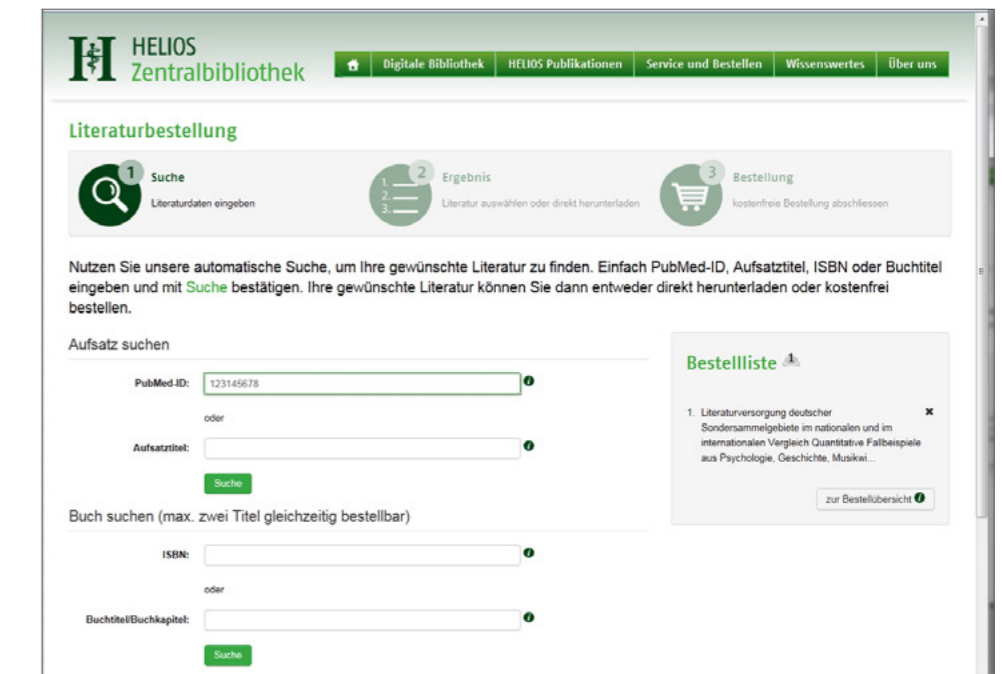 HELIOS
Zentralbibliothek
Digitale Bibliothek HELIOS Publikationen Service und Bestellen Wissenswertes Über uns
Literaturbestellung
1 Suche
Literaturdaten eingeben
1. 2. 3.
2 Ergebnis
Literatur auswählen oder direkt herunterladen
3 Bestellung
kostenfreie Bestellung abschliessen
Nutzen Sie unsere automatische Suche, um Ihre gewünschte Literatur zu finden. Einfach PubMed-ID, Aufsatztitel, ISBN oder Buchtitel
eingeben und mit Suche bestätigen. Ihre gewünschte Literatur können Sie dann entweder direkt herunterladen oder kostenfrei
bestellen.
Aufsatz suchen
PubMed-ID: 123145678
oder
Aufsatztitel:
Suche
Buch suchen (max. zwei Titel gleichzeitig bestellbar)
ISBN:
oder
Buchtitel/Buchkapitel:
Suche
Bestellliste 1
1. Literaturversorgung deutscher
Sondersammelgebiete im nationalen und im
internationalen Vergleich Quantitative Fallbeispiele
aus Psychologie, Geschichte, Musikwi...
zur Bestellübersicht